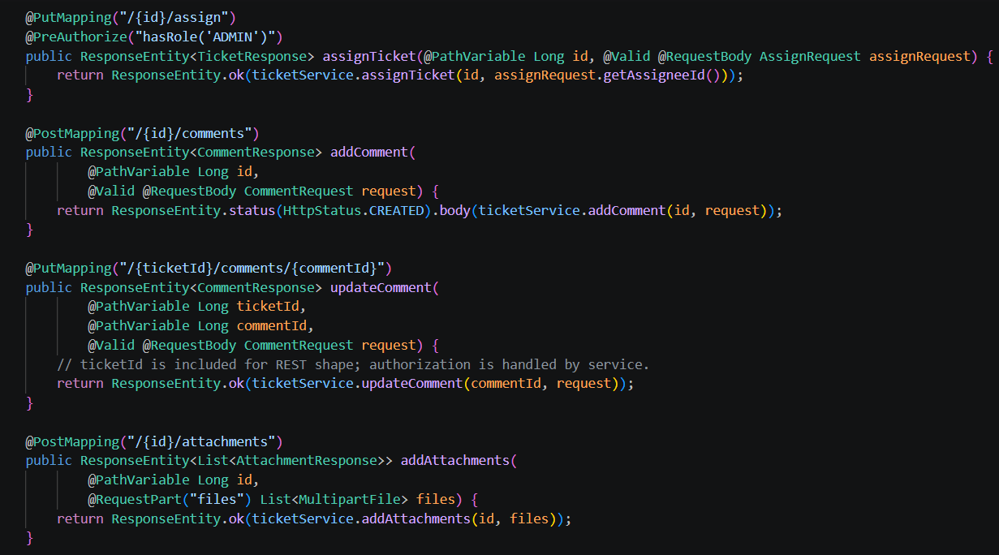 @PutMapping("/{id}/assign")
@PreAuthorize("hasRole('ADMIN')")
public ResponseEntity<TicketResponse> assignTicket(@PathVariable Long id, @Valid @RequestBody AssignRequest assignRequest) {
    return ResponseEntity.ok(ticketService.assignTicket(id, assignRequest.getAssigneeId()));
}

@PostMapping("/{id}/comments")
public ResponseEntity<CommentResponse> addComment(
        @PathVariable Long id,
        @Valid @RequestBody CommentRequest request) {
    return ResponseEntity.status(HttpStatus.CREATED).body(ticketService.addComment(id, request));
}

@PutMapping("/{ticketId}/comments/{commentId}")
public ResponseEntity<CommentResponse> updateComment(
        @PathVariable Long ticketId,
        @PathVariable Long commentId,
        @Valid @RequestBody CommentRequest request) {
    // ticketId is included for REST shape; authorization is handled by service.
    return ResponseEntity.ok(ticketService.updateComment(commentId, request));
}

@PostMapping("/{id}/attachments")
public ResponseEntity<List<AttachmentResponse>> addAttachments(
        @PathVariable Long id,
        @RequestPart("files") List<MultipartFile> files) {
    return ResponseEntity.ok(ticketService.addAttachments(id, files));
}